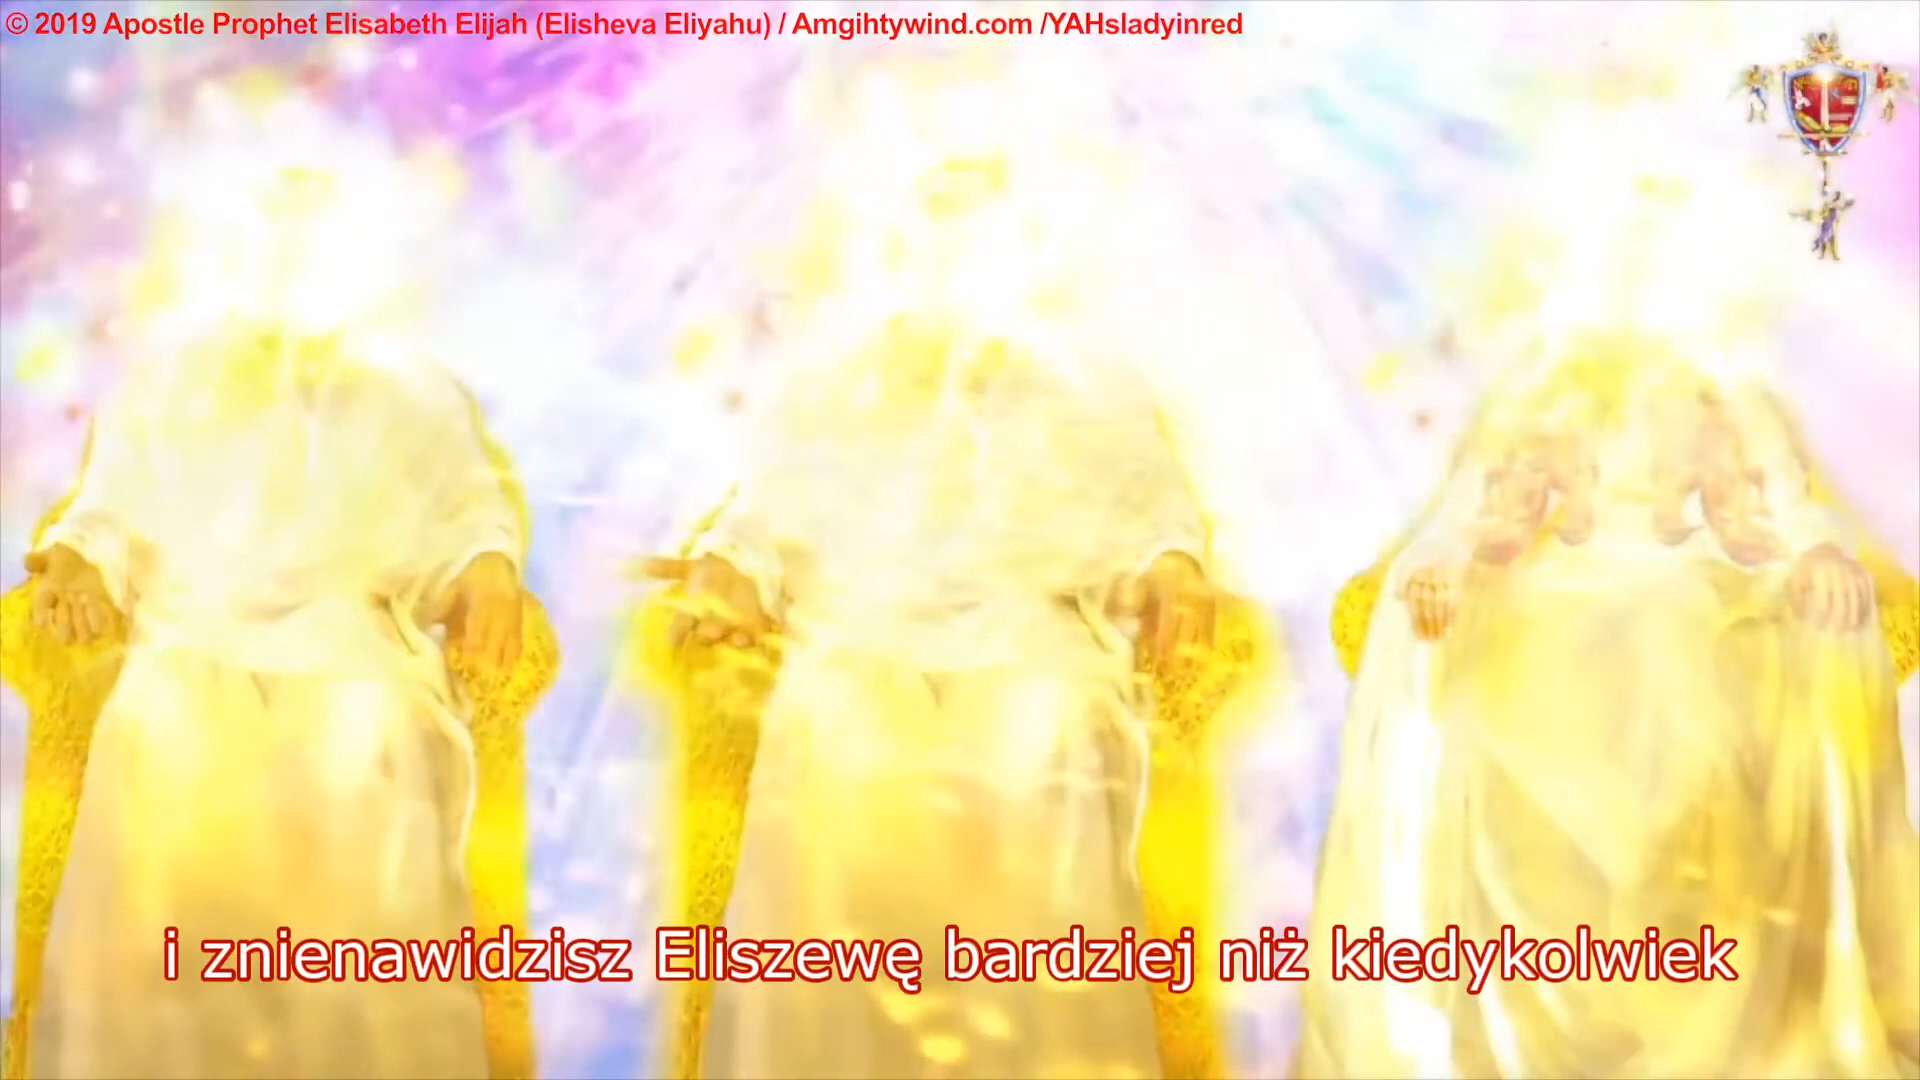 © 2019 Apostle Prophet Elisabeth Elijah (Elisheva Eliyahu) / Amgihtywind.com /YAHsladyinred
i znienawidzisz Eliszewę bardziej niż kiedykolwiek